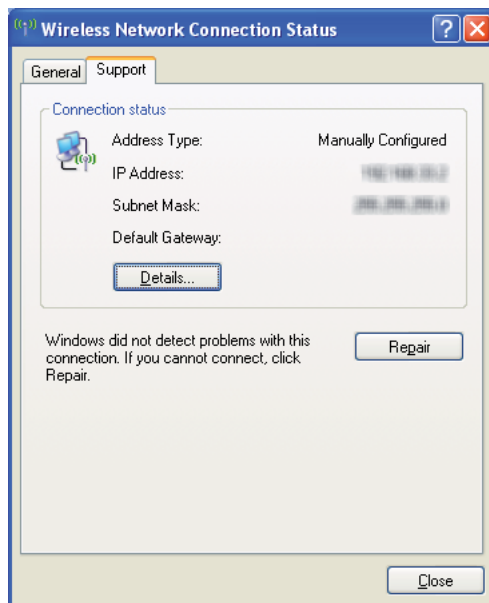 Wireless Network Connection Status
General
Support
Connection status
Address Type: Manually Configured
IP Address:
Subnet Mask:
Default Gateway:
Details...
Windows did not detect problems with this
connection. If you cannot connect, click
Repair.
Repair
Close